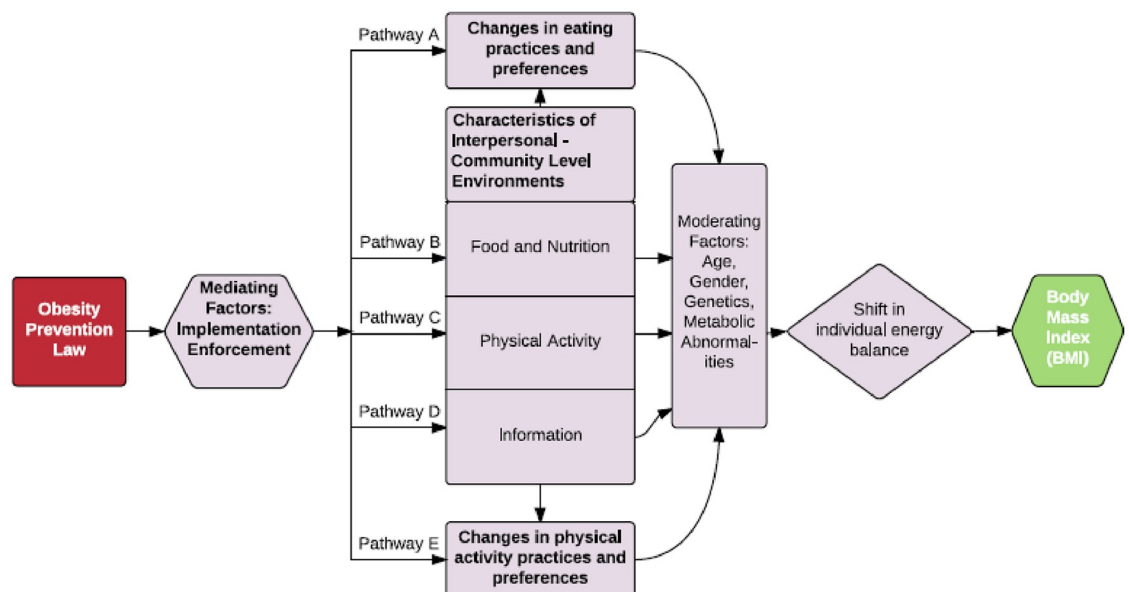 Obesity
Prevention
Law
Mediating
Factors:
Implementation
Enforcement
Pathway A
Changes in eating
practices and
preferences
Characteristics of
Interpersonal -
Community Level
Environments
Pathway B
Food and Nutrition
Pathway C
Physical Activity
Pathway D
Information
Pathway E
Changes in physical
activity practices and
preferences
Moderating
Factors:
Age,
Gender,
Genetics,
Metabolic
Abnormal-
ities
Shift in
individual energy
balance
Body
Mass
Index
(BMI)